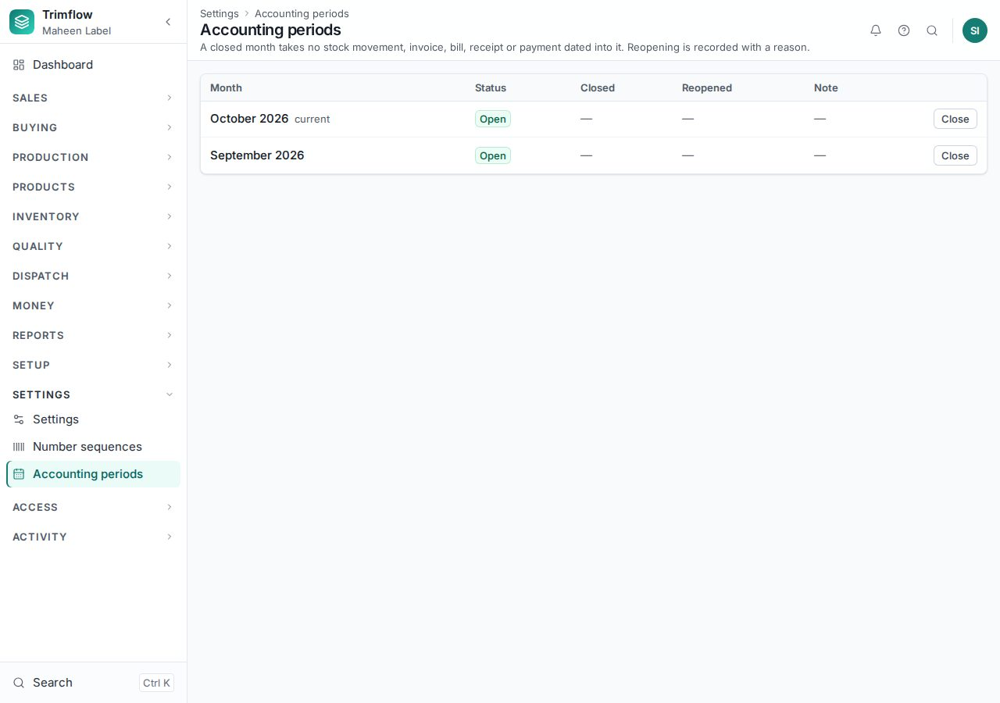 Trimflow
Maheen Label
Dashboard
SALES
BUYING
PRODUCTION
PRODUCTS
INVENTORY
QUALITY
DISPATCH
MONEY
REPORTS
SETUP
SETTINGS
Settings
Number sequences
Accounting periods
ACCESS
ACTIVITY
Search Ctrl K
Settings > Accounting periods
Accounting periods
A closed month takes no stock movement, invoice, bill, receipt or payment dated into it. Reopening is recorded with a reason.
SI
Month Status Closed Reopened Note
October 2026 current Open — — — Close
September 2026 Open — — — Close